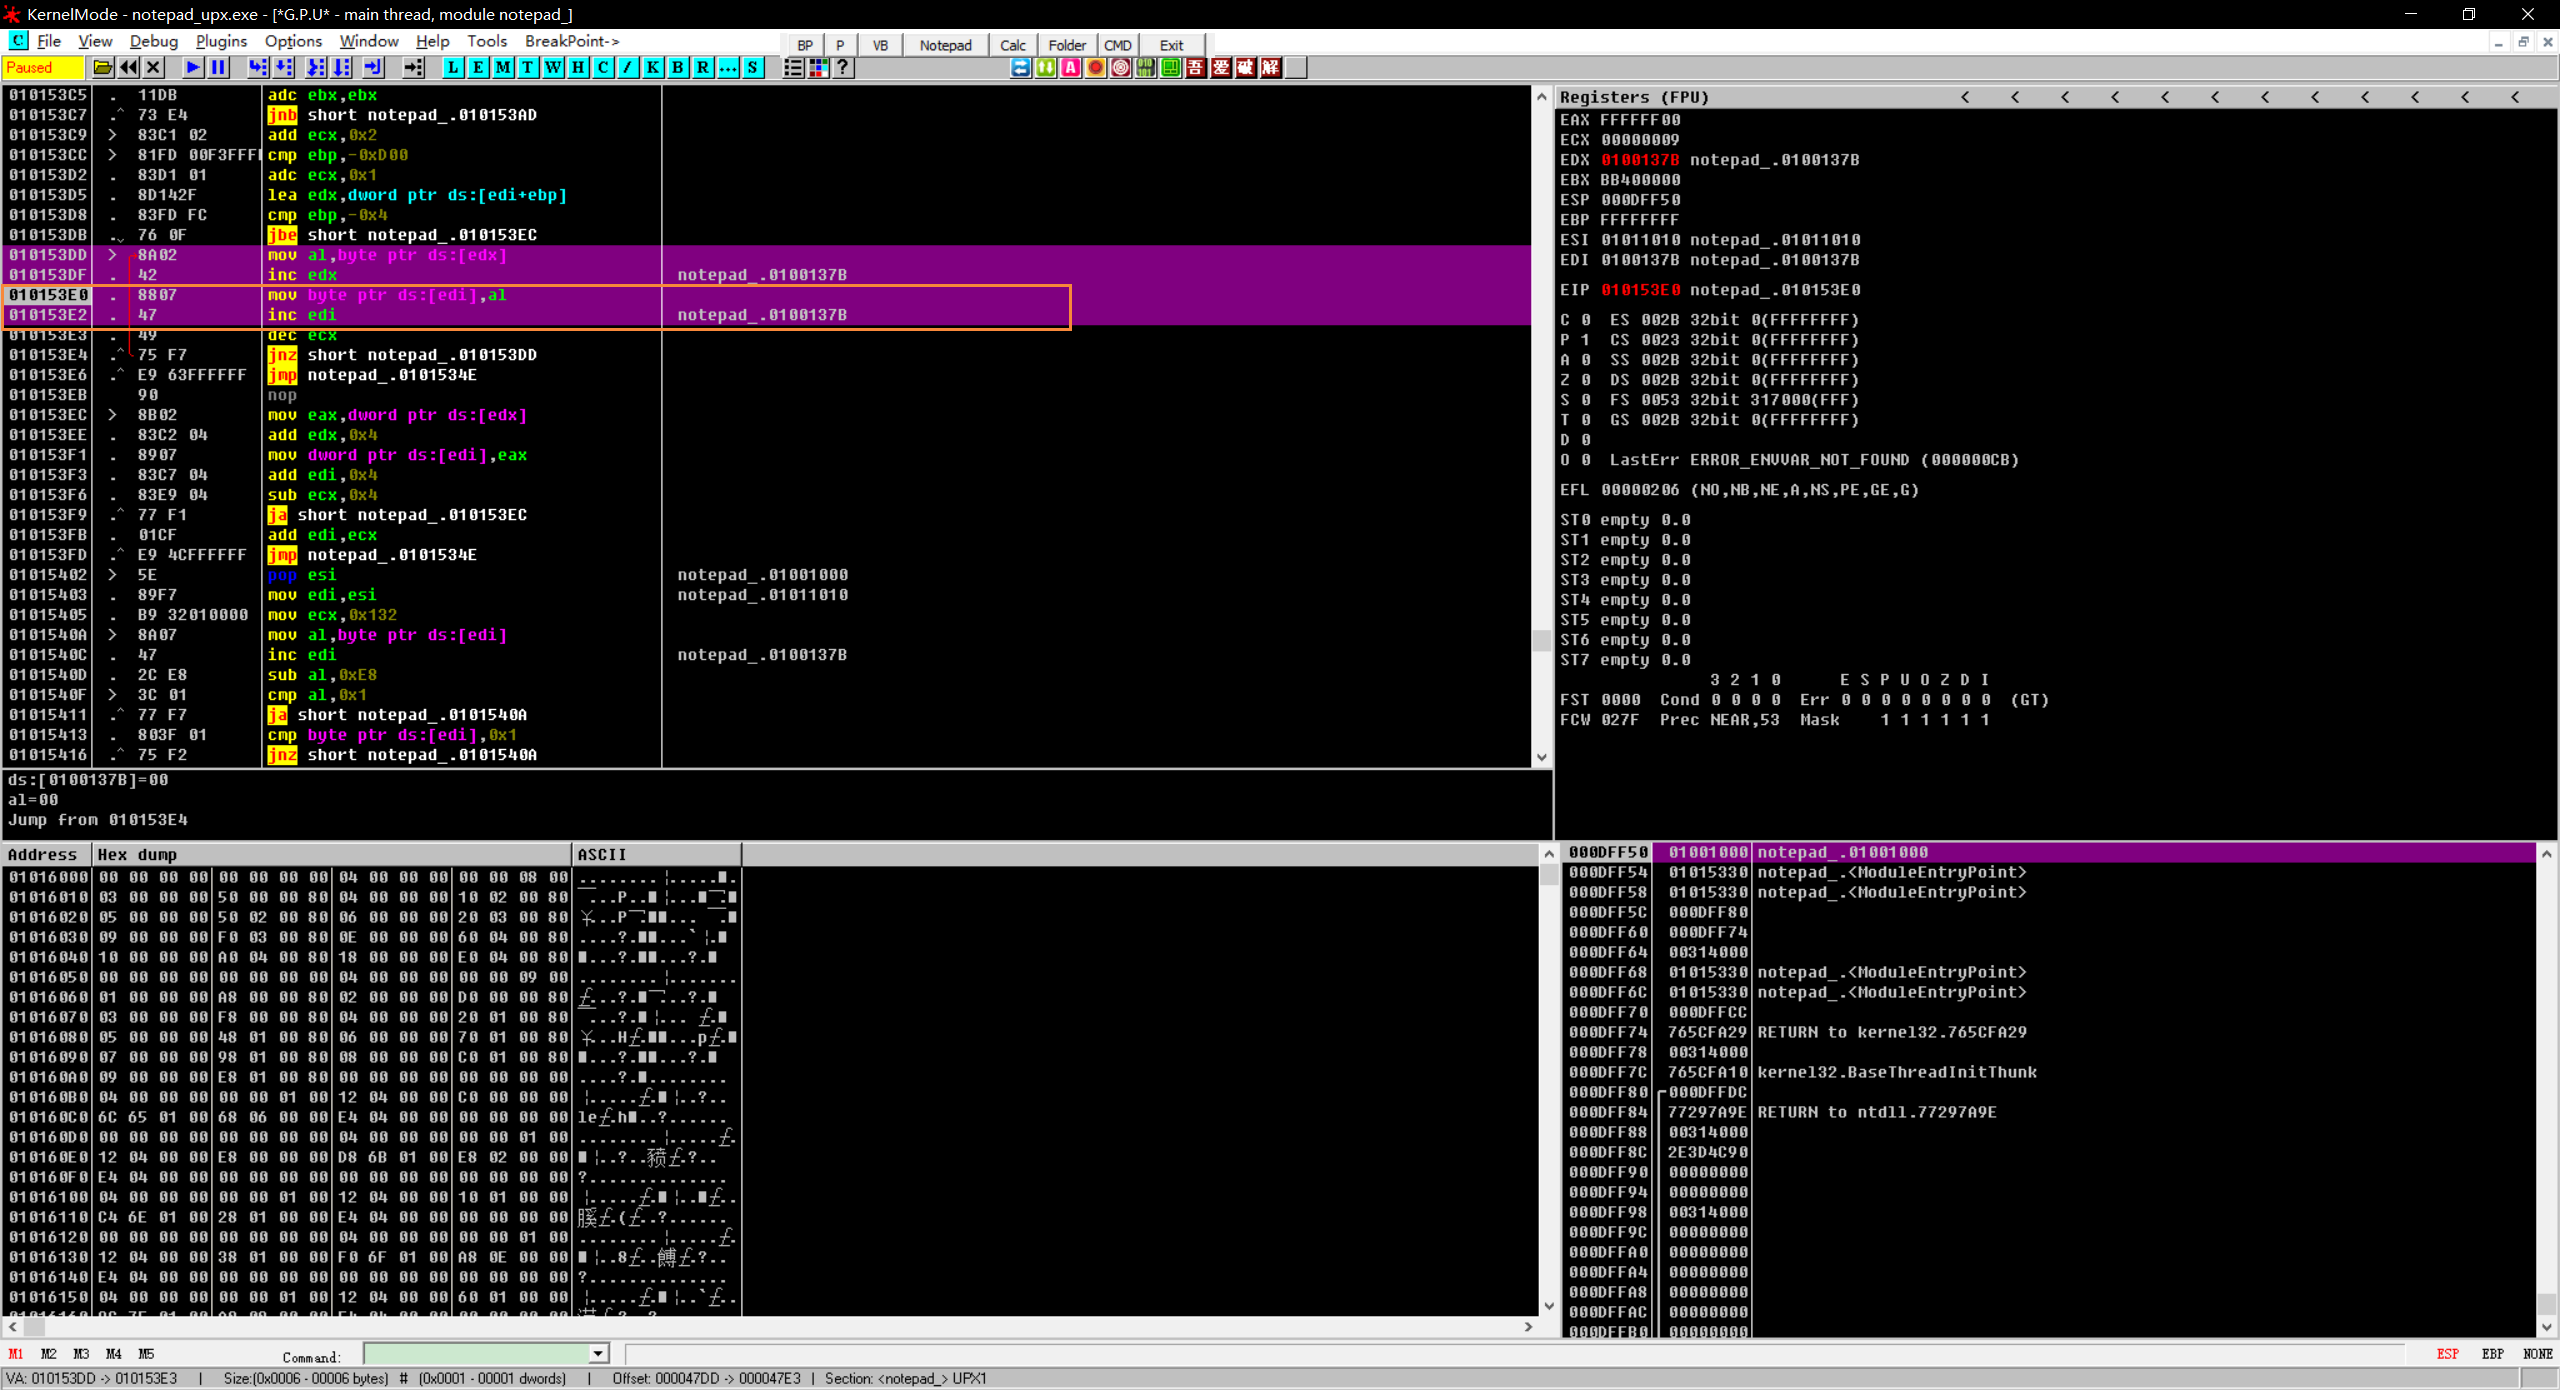 KernelMode - notepad_upx.exe - [*G.P.U* - main thread, module notepad_]
C File View Debug Plugins Options Window Help Tools BreakPoint->
BP P VB Notepad Calc Folder CMD Exit
Paused
L E M T W H C / K B R ... S
?
A
吾 爱 破 解
010153C5 . 11DB adc ebx,ebx
010153C7 .^ 73 E4 jnb short notepad_.010153AD
010153C9 > 83C1 02 add ecx,0x2
010153CC > 81FD 00F3FFF cmp ebp,-0xD00
010153D2 . 83D1 01 adc ecx,0x1
010153D5 . 8D142F lea edx,dword ptr ds:[edi+ebp]
010153D8 . 83FD FC cmp ebp,-0x4
010153DB . 76 0F jbe short notepad_.010153EC
010153DD > 8A02 mov al,byte ptr ds:[edx]
010153DF . 42 inc edx notepad_.0100137B
010153E0 . 8807 mov byte ptr ds:[edi],al
010153E2 . 47 inc edi notepad_.0100137B
010153E3 . 49 dec ecx
010153E4 .^ 75 F7 jnz short notepad_.010153DD
010153E6 .^ E9 63FFFFFF jmp notepad_.0101534E
010153EB 90 nop
010153EC > 8B02 mov eax,dword ptr ds:[edx]
010153EE . 83C2 04 add edx,0x4
010153F1 . 8907 mov dword ptr ds:[edi],eax
010153F3 . 83C7 04 add edi,0x4
010153F6 . 83E9 04 sub ecx,0x4
010153F9 .^ 77 F1 ja short notepad_.010153EC
010153FB . 01CF add edi,ecx
010153FD .^ E9 4CFFFFFF jmp notepad_.0101534E
01015402 > 5E pop esi notepad_.01001000
01015403 . 89F7 mov edi,esi notepad_.01011010
01015405 . B9 32010000 mov ecx,0x132
0101540A > 8A07 mov al,byte ptr ds:[edi]
0101540C . 47 inc edi notepad_.0100137B
0101540D . 2C E8 sub al,0xE8
0101540F > 3C 01 cmp al,0x1
01015411 .^ 77 F7 ja short notepad_.0101540A
01015413 . 803F 01 cmp byte ptr ds:[edi],0x1
01015416 .^ 75 F2 jnz short notepad_.0101540A
ds:[0100137B]=00
al=00
Jump from 010153E4
Registers (FPU) < < < < < < < < < < < <
EAX FFFFFF00
ECX 00000009
EDX 0100137B notepad_.0100137B
EBX BB400000
ESP 000DFF50
EBP FFFFFFFF
ESI 01011010 notepad_.01011010
EDI 0100137B notepad_.0100137B
EIP 010153E0 notepad_.010153E0
C 0 ES 002B 32bit 0(FFFFFFFF)
P 1 CS 0023 32bit 0(FFFFFFFF)
A 0 SS 002B 32bit 0(FFFFFFFF)
Z 0 DS 002B 32bit 0(FFFFFFFF)
S 0 FS 0053 32bit 317000(FFF)
T 0 GS 002B 32bit 0(FFFFFFFF)
D 0
O 0 LastErr ERROR_ENVVAR_NOT_FOUND (000000CB)
EFL 00000206 (NO,NB,NE,A,NS,PE,GE,G)
ST0 empty 0.0
ST1 empty 0.0
ST2 empty 0.0
ST3 empty 0.0
ST4 empty 0.0
ST5 empty 0.0
ST6 empty 0.0
ST7 empty 0.0
3 2 1 0 E S P U O Z D I
FST 0000 Cond 0 0 0 0 Err 0 0 0 0 0 0 0 0 (GT)
FCW 027F Prec NEAR,53 Mask 1 1 1 1 1 1
Address Hex dump ASCII
01016000 00 00 00 00 00 00 00 00 04 00 00 00 00 00 08 00
01016010 03 00 00 00 50 00 00 80 04 00 00 00 10 02 00 80
01016020 05 00 00 00 50 02 00 80 06 00 00 00 20 03 00 80
01016030 09 00 00 00 F0 03 00 80 0E 00 00 00 60 04 00 80
01016040 10 00 00 00 A0 04 00 80 18 00 00 00 E0 04 00 80
01016050 00 00 00 00 00 00 00 00 04 00 00 00 00 00 09 00
01016060 01 00 00 00 A8 00 00 80 02 00 00 00 D0 00 00 80
01016070 03 00 00 00 F8 00 00 80 04 00 00 00 20 01 00 80
01016080 05 00 00 00 48 01 00 80 06 00 00 00 70 01 00 80
01016090 07 00 00 00 98 01 00 80 08 00 00 00 C0 01 00 80
010160A0 09 00 00 00 E8 01 00 80 00 00 00 00 00 00 00 00
010160B0 04 00 00 00 00 00 01 00 12 04 00 00 C0 00 00 00
010160C0 6C 65 01 00 68 06 00 00 E4 04 00 00 00 00 00 00
010160D0 00 00 00 00 00 00 00 00 04 00 00 00 00 00 01 00
010160E0 12 04 00 00 E8 00 00 00 D8 6B 01 00 E8 02 00 00
010160F0 E4 04 00 00 00 00 00 00 00 00 00 00 00 00 00 00
01016100 04 00 00 00 00 00 01 00 12 04 00 00 10 01 00 00
01016110 C4 6E 01 00 28 01 00 00 E4 04 00 00 00 00 00 00
01016120 00 00 00 00 00 00 00 00 04 00 00 00 00 00 01 00
01016130 12 04 00 00 38 01 00 00 F0 6F 01 00 A8 0E 00 00
01016140 E4 04 00 00 00 00 00 00 00 00 00 00 00 00 00 00
01016150 04 00 00 00 00 00 01 00 12 04 00 00 60 01 00 00
000DFF50 01001000 notepad_.01001000
000DFF54 01015330 notepad_.<ModuleEntryPoint>
000DFF58 01015330 notepad_.<ModuleEntryPoint>
000DFF5C 000DFF80
000DFF60 000DFF74
000DFF64 00314000
000DFF68 01015330 notepad_.<ModuleEntryPoint>
000DFF6C 01015330 notepad_.<ModuleEntryPoint>
000DFF70 000DFFCC
000DFF74 765CFA29 RETURN to kernel32.765CFA29
000DFF78 00314000
000DFF7C 765CFA10 kernel32.BaseThreadInitThunk
000DFF80 000DFFDC
000DFF84 77297A9E RETURN to ntdll.77297A9E
000DFF88 00314000
000DFF8C 2E3D4C90
000DFF90 00000000
000DFF94 00000000
000DFF98 00314000
000DFF9C 00000000
000DFFA0 00000000
000DFFA4 00000000
000DFFA8 00000000
000DFFAC 00000000
000DFFB0 00000000
M1 M2 M3 M4 M5 Command: ESP EBP NONE
VA: 010153DD -> 010153E3 | Size:(0x0006 - 00006 bytes) # (0x0001 - 00001 dwords) | Offset: 000047DD -> 000047E3 | Section: <notepad_> UPX1